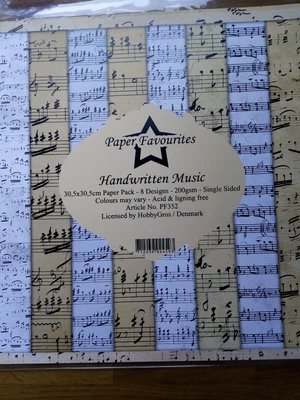 Paper Favourites
Handwritten Music
30,5x30,5cm Paper Pack - 8 Designs - 200gsm - Single Sided
Colours may vary - Acid & ligning free
Article No. PF352
Licensed by HobbyGros / Denmark